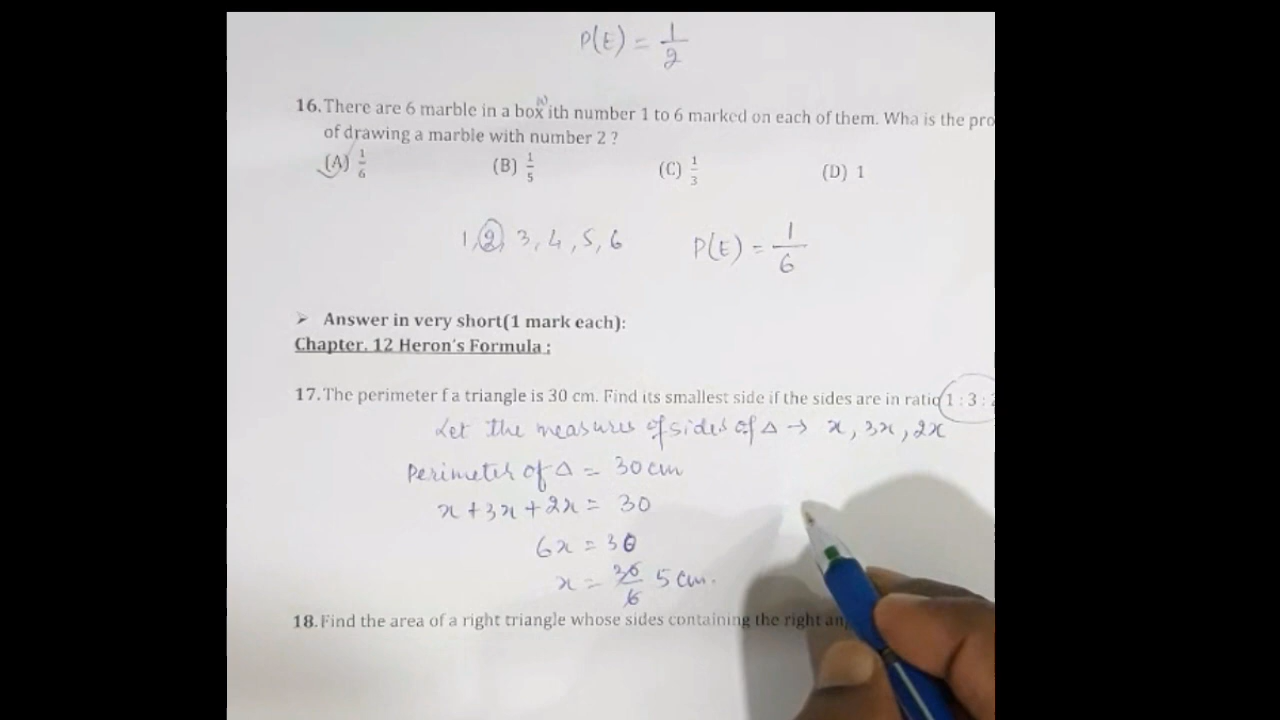 P(E) = 1/2
16. There are 6 marble in a box (w)ith number 1 to 6 marked on each of them. Wha is the pro
of drawing a marble with number 2 ?
(A) 1/6 (B) 1/5 (C) 1/3 (D) 1
1, 2, 3, 4, 5, 6 P(E) = 1/6
➤ Answer in very short(1 mark each):
Chapter. 12 Heron's Formula :
17. The perimeter f a triangle is 30 cm. Find its smallest side if the sides are in ratio 1 : 3 : 2
Let the measures of sides of Δ → x, 3x, 2x
Perimeter of Δ = 30 cm
x + 3x + 2x = 30
6x = 30
x = 30/6 5 cm.
18. Find the area of a right triangle whose sides containing the right an